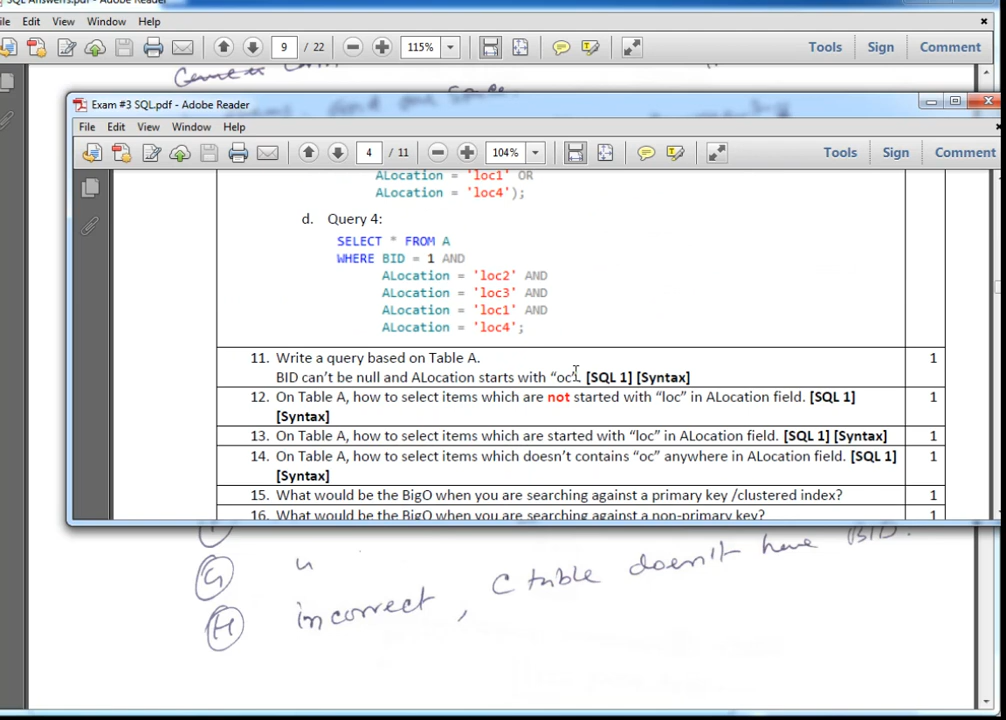 SQL Answers.pdf - Adobe Reader
File Edit View Window Help
9 / 22 115% Tools Sign Comment
Exam #3 SQL.pdf - Adobe Reader
File Edit View Window Help
4 / 11 104% Tools Sign Comment
ALocation = 'loc1' OR
ALocation = 'loc4');
d. Query 4:
SELECT * FROM A
WHERE BID = 1 AND
ALocation = 'loc2' AND
ALocation = 'loc3' AND
ALocation = 'loc1' AND
ALocation = 'loc4';
11. Write a query based on Table A. 1
BID can't be null and ALocation starts with “oc”. [SQL 1] [Syntax]
12. On Table A, how to select items which are not started with “loc” in ALocation field. [SQL 1] 1
[Syntax]
13. On Table A, how to select items which are started with “loc” in ALocation field. [SQL 1] [Syntax] 1
14. On Table A, how to select items which doesn't contains “oc” anywhere in ALocation field. [SQL 1] 1
[Syntax]
15. What would be the BigO when you are searching against a primary key /clustered index? 1
16. What would be the BigO when you are searching against a non-primary key? 1
G
H incorrect, C table doesn't have BID.